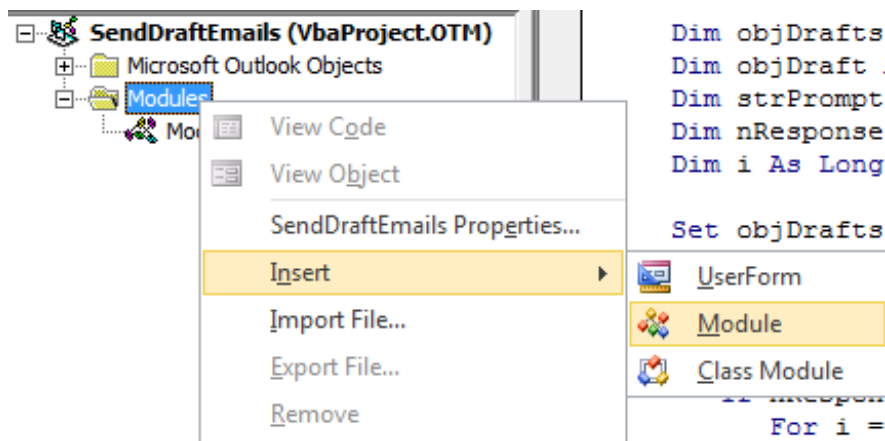 SendDraftEmails (VbaProject.OTM)
Microsoft Outlook Objects
Modules
View Code
View Object
SendDraftEmails Properties...
Insert
Import File...
Export File...
Remove
UserForm
Module
Class Module
Dim objDrafts
Dim objDraft
Dim strPrompt
Dim nResponse
Dim i As Long
Set objDrafts
For i =